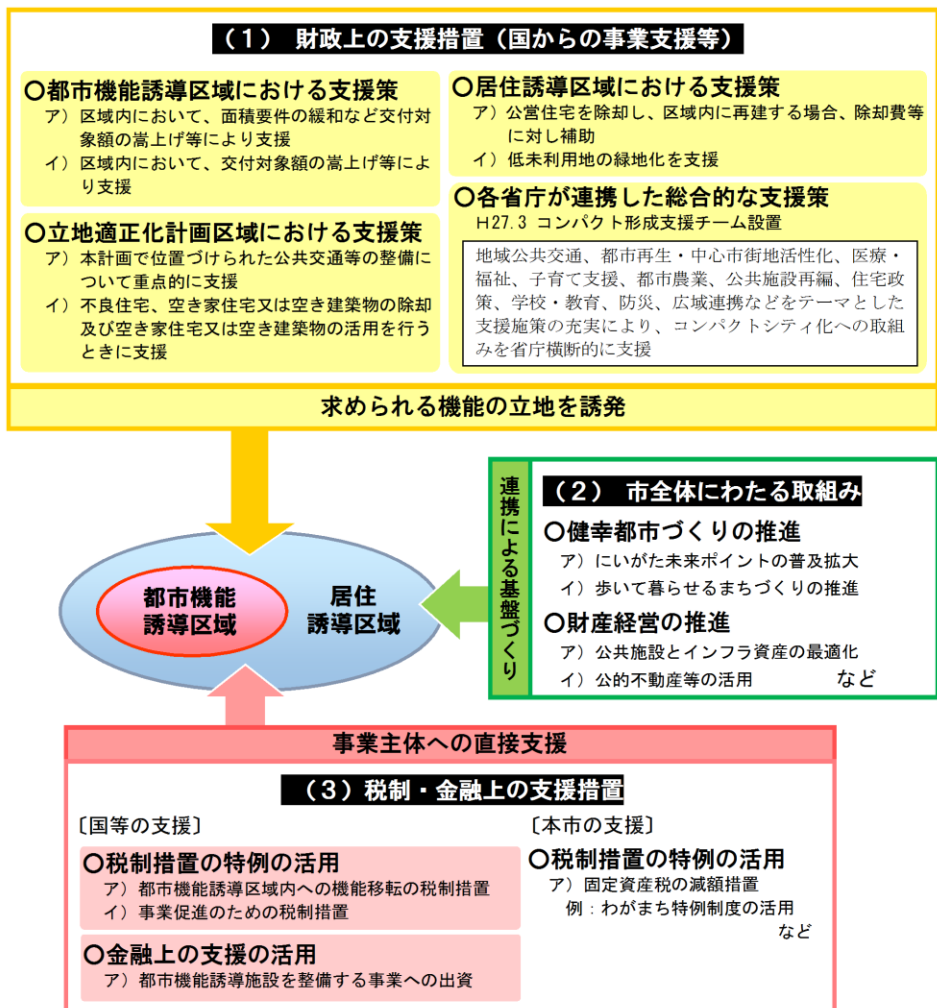 （１） 財政上の支援措置（国からの事業支援等）
〇都市機能誘導区域における支援策
ア）区域内において、面積要件の緩和など交付対
象額の嵩上げ等により支援
イ）区域内において、交付対象額の嵩上げ等によ
り支援
〇立地適正化計画区域における支援策
ア）本計画で位置づけられた公共交通等の整備に
ついて重点的に支援
イ）不良住宅、空き家住宅又は空き建築物の除却
及び空き家住宅又は空き建築物の活用を行う
ときに支援
〇居住誘導区域における支援策
ア）公営住宅を除却し、区域内に再建する場合、除却費等
に対し補助
イ）低未利用地の緑地化を支援
〇各省庁が連携した総合的な支援策
Ｈ27.3 コンパクト形成支援チーム設置
地域公共交通、都市再生・中心市街地活性化、医療・
福祉、子育て支援、都市農業、公共施設再編、住宅政
策、学校・教育、防災、広域連携などをテーマとした
支援施策の充実により、コンパクトシティ化への取組
みを省庁横断的に支援
求められる機能の立地を誘発
都市機能
誘導区域
居住
誘導区域
連携による基盤づくり
（２） 市全体にわたる取組み
〇健幸都市づくりの推進
ア）にいがた未来ポイントの普及拡大
イ）歩いて暮らせるまちづくりの推進
〇財産経営の推進
ア）公共施設とインフラ資産の最適化
イ）公的不動産等の活用 など
事業主体への直接支援
（３）税制・金融上の支援措置
〔国等の支援〕
〇税制措置の特例の活用
ア）都市機能誘導区域内への機能移転の税制措置
イ）事業促進のための税制措置
〇金融上の支援の活用
ア）都市機能誘導施設を整備する事業への出資
〔本市の支援〕
〇税制措置の特例の活用
ア）固定資産税の減額措置
例：わがまち特例制度の活用
など